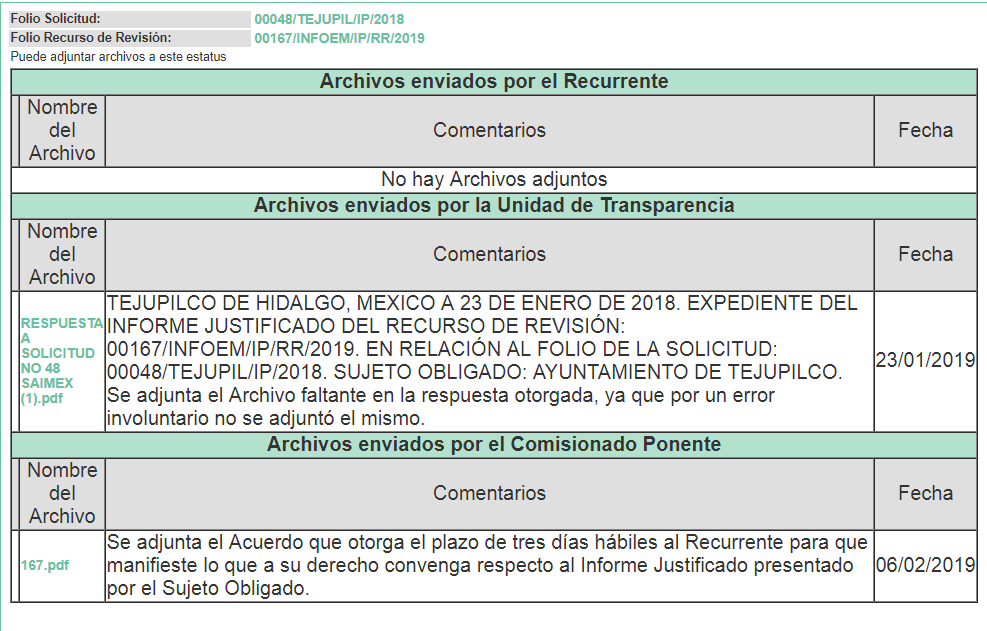 Folio Solicitud: 00048/TEJUPIL/IP/2018
Folio Recurso de Revisión: 00167/INFOEM/IP/RR/2019
Puede adjuntar archivos a este estatus
Archivos enviados por el Recurrente
Nombre
del
Archivo
Comentarios
Fecha
No hay Archivos adjuntos
Archivos enviados por la Unidad de Transparencia
Nombre
del
Archivo
Comentarios
Fecha
RESPUESTA
A
SOLICITUD
NO 48
SAIMEX
(1).pdf
TEJUPILCO DE HIDALGO, MEXICO A 23 DE ENERO DE 2018. EXPEDIENTE DEL
INFORME JUSTIFICADO DEL RECURSO DE REVISIÓN:
00167/INFOEM/IP/RR/2019. EN RELACIÓN AL FOLIO DE LA SOLICITUD:
00048/TEJUPIL/IP/2018. SUJETO OBLIGADO: AYUNTAMIENTO DE TEJUPILCO.
Se adjunta el Archivo faltante en la respuesta otorgada, ya que por un error
involuntario no se adjuntó el mismo.
23/01/2019
Archivos enviados por el Comisionado Ponente
Nombre
del
Archivo
Comentarios
Fecha
167.pdf
Se adjunta el Acuerdo que otorga el plazo de tres días hábiles al Recurrente para que
manifieste lo que a su derecho convenga respecto al Informe Justificado presentado
por el Sujeto Obligado.
06/02/2019